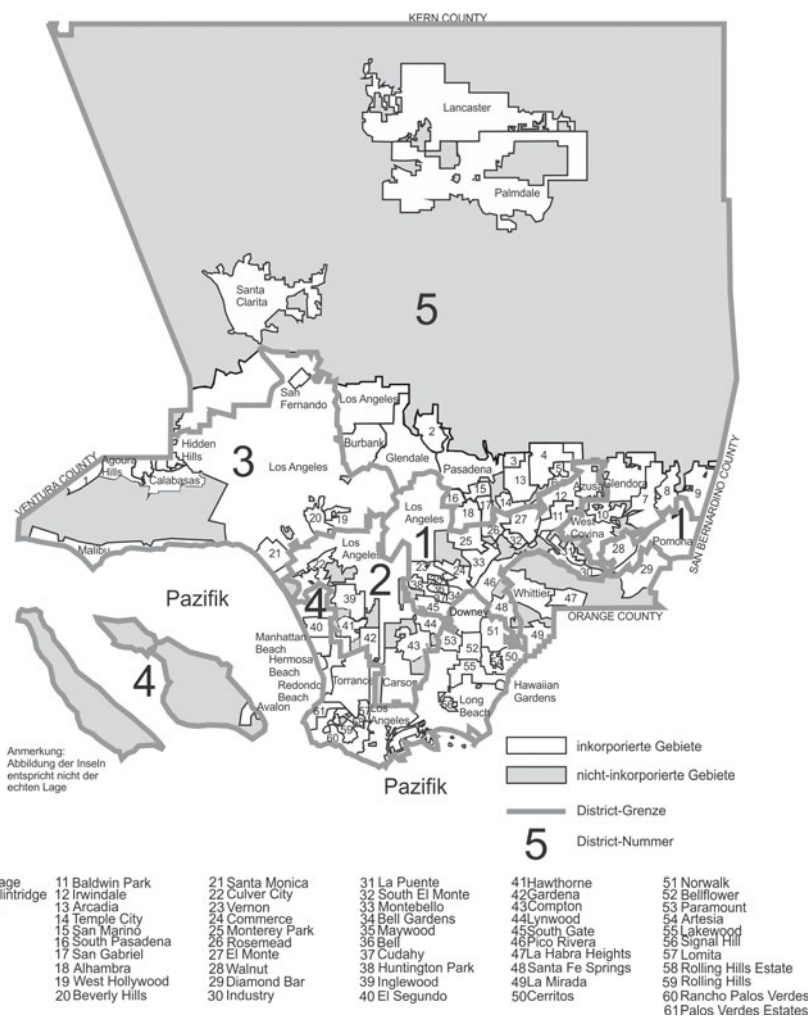 KERN COUNTY
Lancaster
Palmdale
Santa
Clarita
5
San
Fernando
Los Angeles
2
Hidden
Hills
Burbank
Glendale
3
Los Angeles
Pasadena
3
4
5
6
13
Azusa
Glendora
7
8
9
VENTURA COUNTY
Agoura
Hills
1
Calabasas
SAN BERNARDINO COUNTY
16
15
17
18
14
12
11
10
West
Covina
1
Pomona
20
19
Los
Angeles
1
25
26
27
32
31
28
29
30
Malibu
21
Los
Angeles
22
2
23
24
33
46
38
34
37
45
Pazifik
4
39
40
41
42
Downey
48
Whittier
47
49
ORANGE COUNTY
Manhattan
Beach
Hermosa
Beach
Redondo
Beach
44
43
53
51
52
50
55
Torrance
Carson
Hawaiian
Gardens
4
Avalon
61
57
59
60
Los
Angeles
56
Long
Beach
Anmerkung:
Abbildung der Inseln
entspricht nicht der
echten Lage
Pazifik
inkorporierte Gebiete
nicht-inkorporierte Gebiete
District-Grenze
5 District-Nummer
age
lintridge
11 Baldwin Park
12 Irwindale
13 Arcadia
14 Temple City
15 San Marino
16 South Pasadena
17 San Gabriel
18 Alhambra
19 West Hollywood
20 Beverly Hills
21 Santa Monica
22 Culver City
23 Vernon
24 Commerce
25 Monterey Park
26 Rosemead
27 El Monte
28 Walnut
29 Diamond Bar
30 Industry
31 La Puente
32 South El Monte
33 Montebello
34 Bell Gardens
35 Maywood
36 Bell
37 Cudahy
38 Huntington Park
39 Inglewood
40 El Segundo
41 Hawthorne
42 Gardena
43 Compton
44 Lynwood
45 South Gate
46 Pico Rivera
47 La Habra Heights
48 Santa Fe Springs
49 La Mirada
50 Cerritos
51 Norwalk
52 Bellflower
53 Paramount
54 Artesia
55 Lakewood
56 Signal Hill
57 Lomita
58 Rolling Hills Estate
59 Rolling Hills
60 Rancho Palos Verdes
61 Palos Verdes Estates